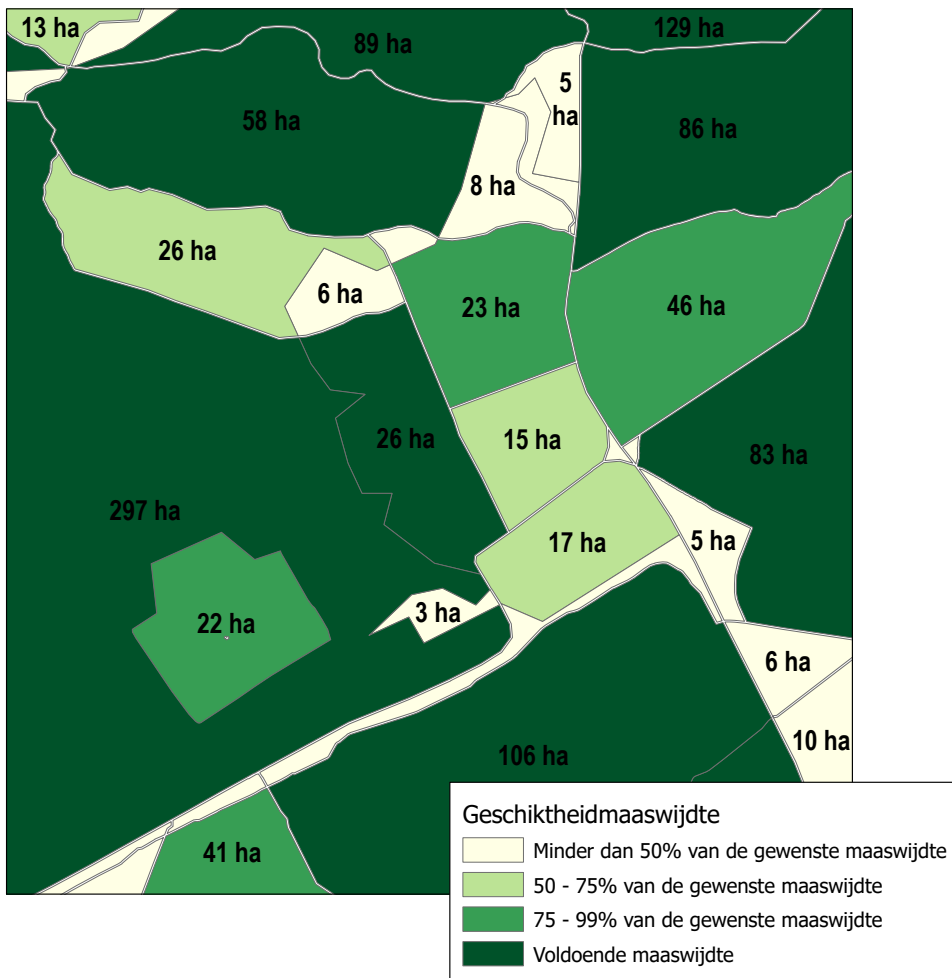 13 ha
89 ha
129 ha
5
ha
58 ha
86 ha
8 ha
26 ha
6 ha
23 ha
46 ha
15 ha
26 ha
83 ha
297 ha
17 ha
5 ha
3 ha
22 ha
6 ha
10 ha
106 ha
41 ha
Geschiktheidmaaswijdte
Minder dan 50% van de gewenste maaswijdte
50 - 75% van de gewenste maaswijdte
75 - 99% van de gewenste maaswijdte
Voldoende maaswijdte